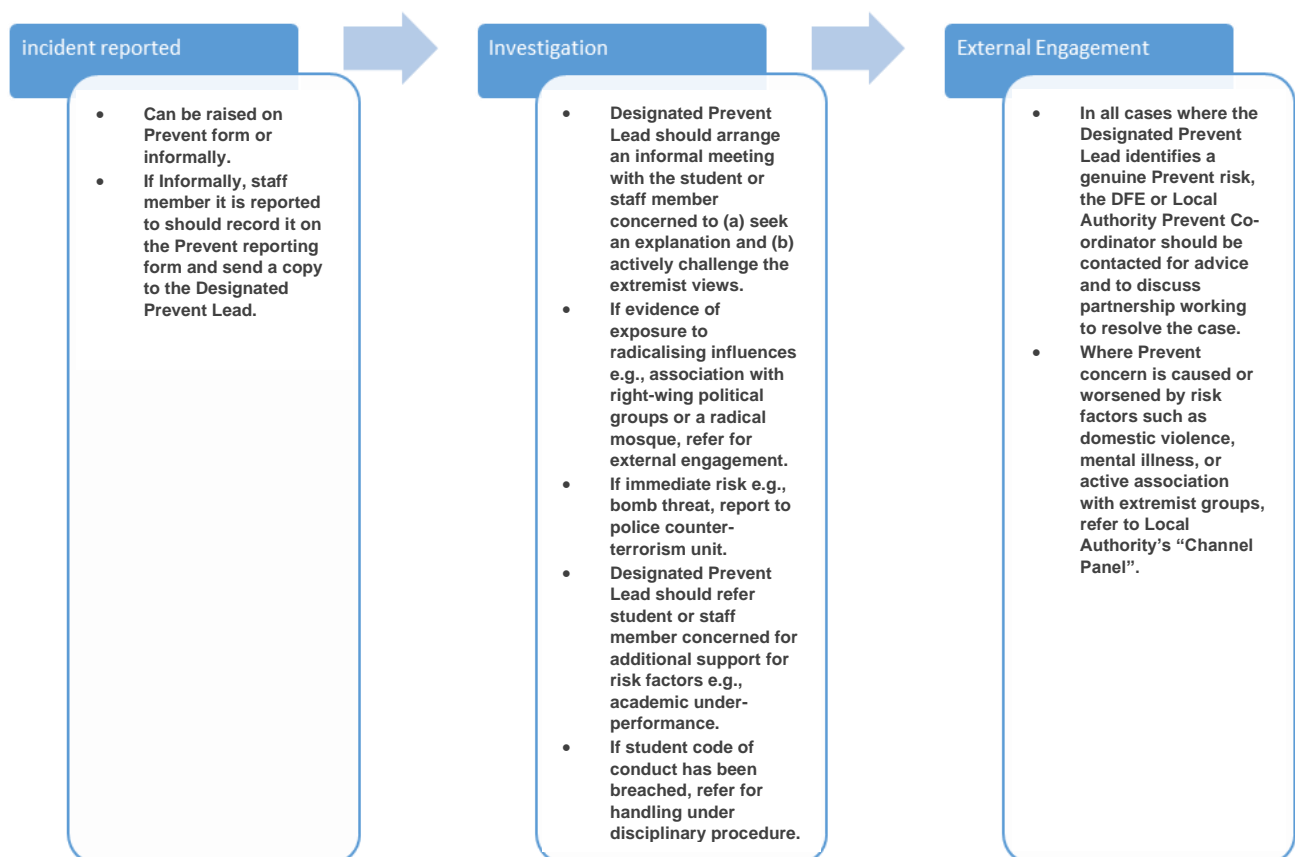 incident reported
• Can be raised on
Prevent form or
informally.
• If Informally, staff
member it is reported
to should record it on
the Prevent reporting
form and send a copy
to the Designated
Prevent Lead.
Investigation
• Designated Prevent
Lead should arrange
an informal meeting
with the student or
staff member
concerned to (a) seek
an explanation and (b)
actively challenge the
extremist views.
• If evidence of
exposure to
radicalising influences
e.g., association with
right-wing political
groups or a radical
mosque, refer for
external engagement.
• If immediate risk e.g.,
bomb threat, report to
police counter-
terrorism unit.
• Designated Prevent
Lead should refer
student or staff
member concerned for
additional support for
risk factors e.g.,
academic under-
performance.
• If student code of
conduct has been
breached, refer for
handling under
disciplinary procedure.
External Engagement
• In all cases where the
Designated Prevent
Lead identifies a
genuine Prevent risk,
the DFE or Local
Authority Prevent Co-
ordinator should be
contacted for advice
and to discuss
partnership working
to resolve the case.
• Where Prevent
concern is caused or
worsened by risk
factors such as
domestic violence,
mental illness, or
active association
with extremist groups,
refer to Local
Authority’s “Channel
Panel”.